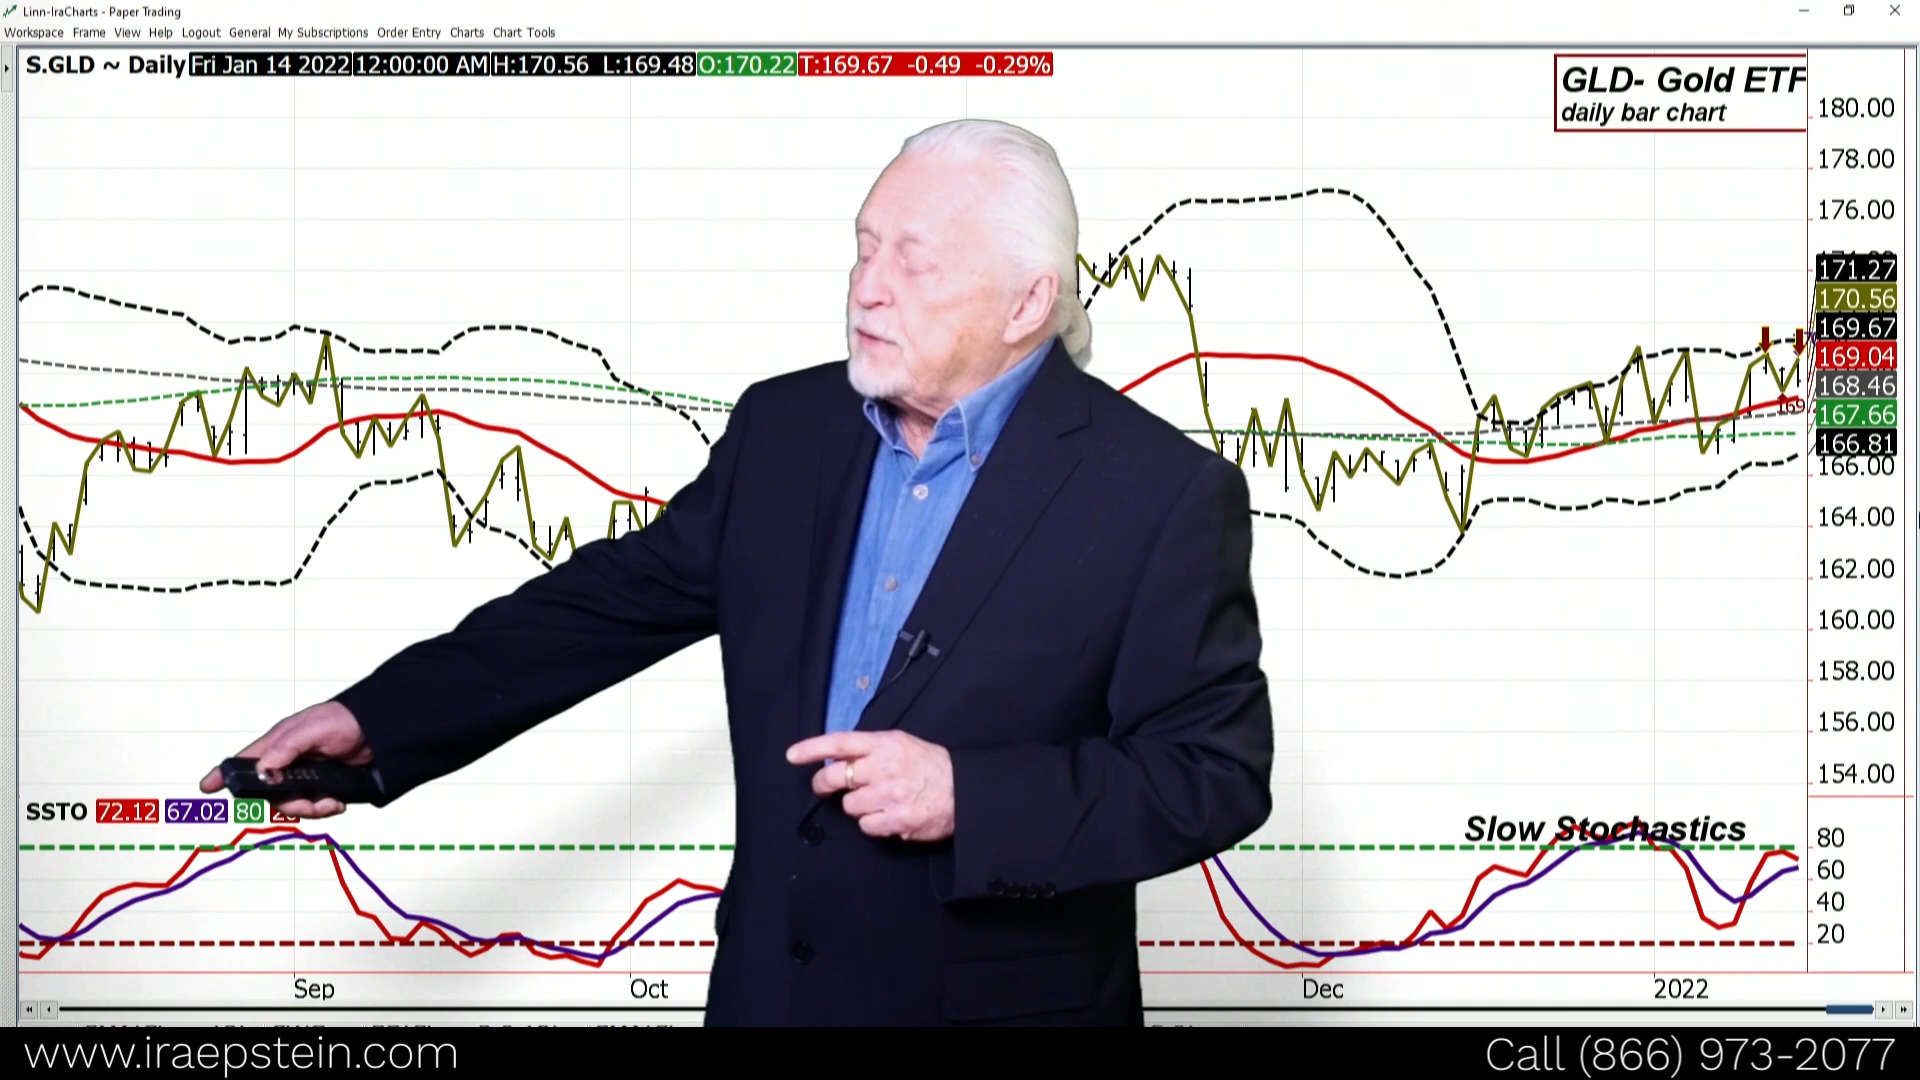 Linn-IraCharts - Paper Trading
Workspace Frame View Help Logout General My Subscriptions Order Entry Charts Chart Tools
S.GLD ~ Daily Fri Jan 14 2022 12:00:00 AM H:170.56 L:169.48 O:170.22 T:169.67 -0.49 -0.29%
GLD- Gold ETF
daily bar chart
180.00
178.00
176.00
171.27
170.56
169.67
169.04
168.46
167.66
166.81
166.00
164.00
162.00
160.00
158.00
156.00
154.00
SSTO 72.12 67.02 80
Slow Stochastics
80
60
40
20
Sep Oct Dec 2022
www.iraepstein.com
Call (866) 973-2077